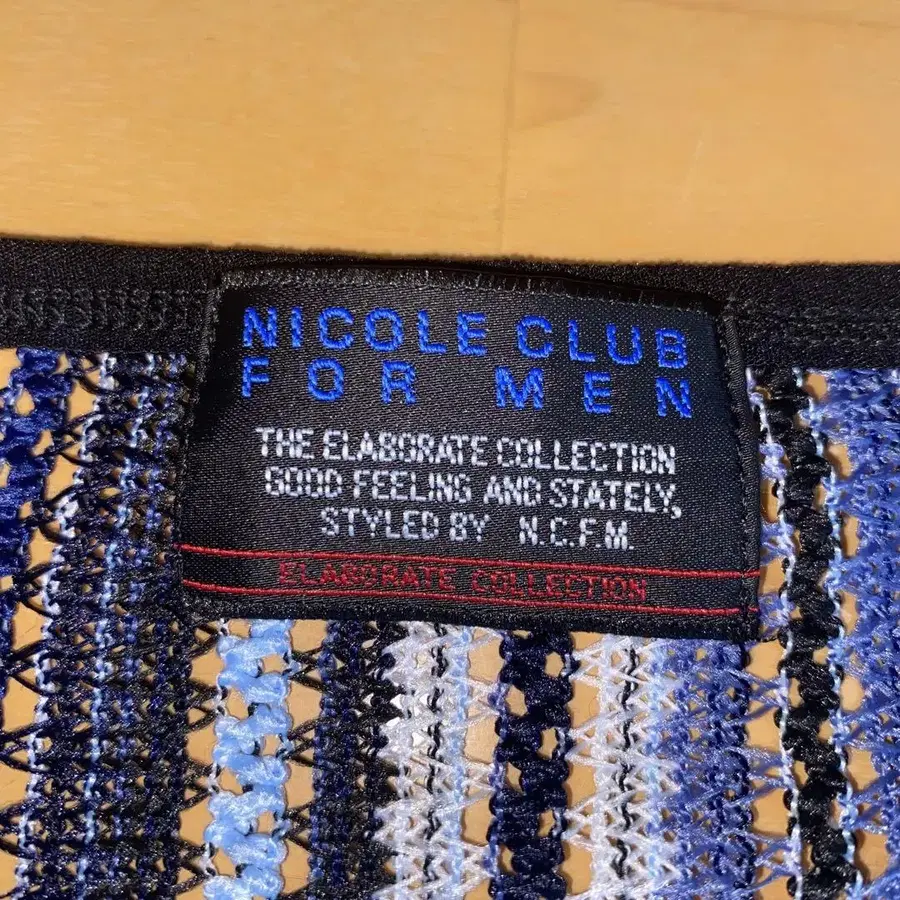 NICOLE CLUB
FOR MEN
THE ELABORATE COLLECTION
GOOD FEELING AND STATELY,
STYLED BY N.C.F.M.
ELABORATE COLLECTION